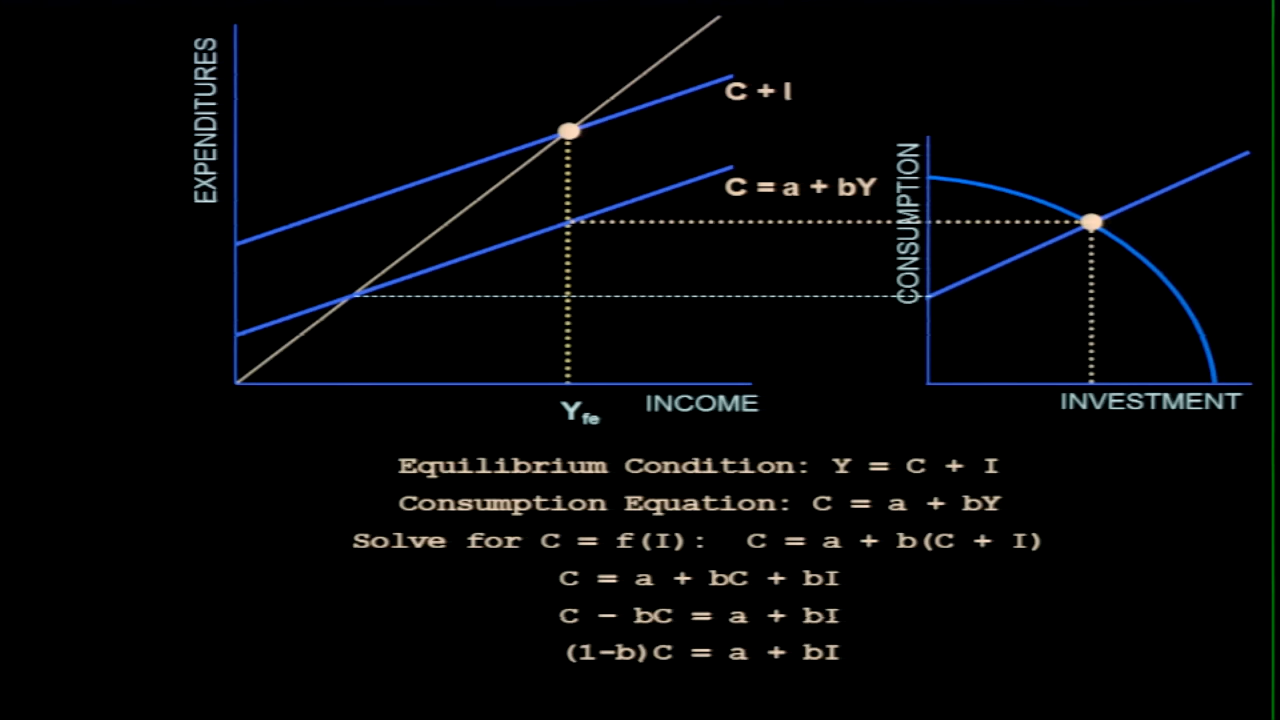 EXPENDITURES
C + I
C = a + bY
CONSUMPTION
Yfe
INCOME
INVESTMENT
Equilibrium Condition: Y = C + I
Consumption Equation: C = a + bY
Solve for C = f(I): C = a + b(C + I)
C = a + bC + bI
C - bC = a + bI
(1-b)C = a + bI